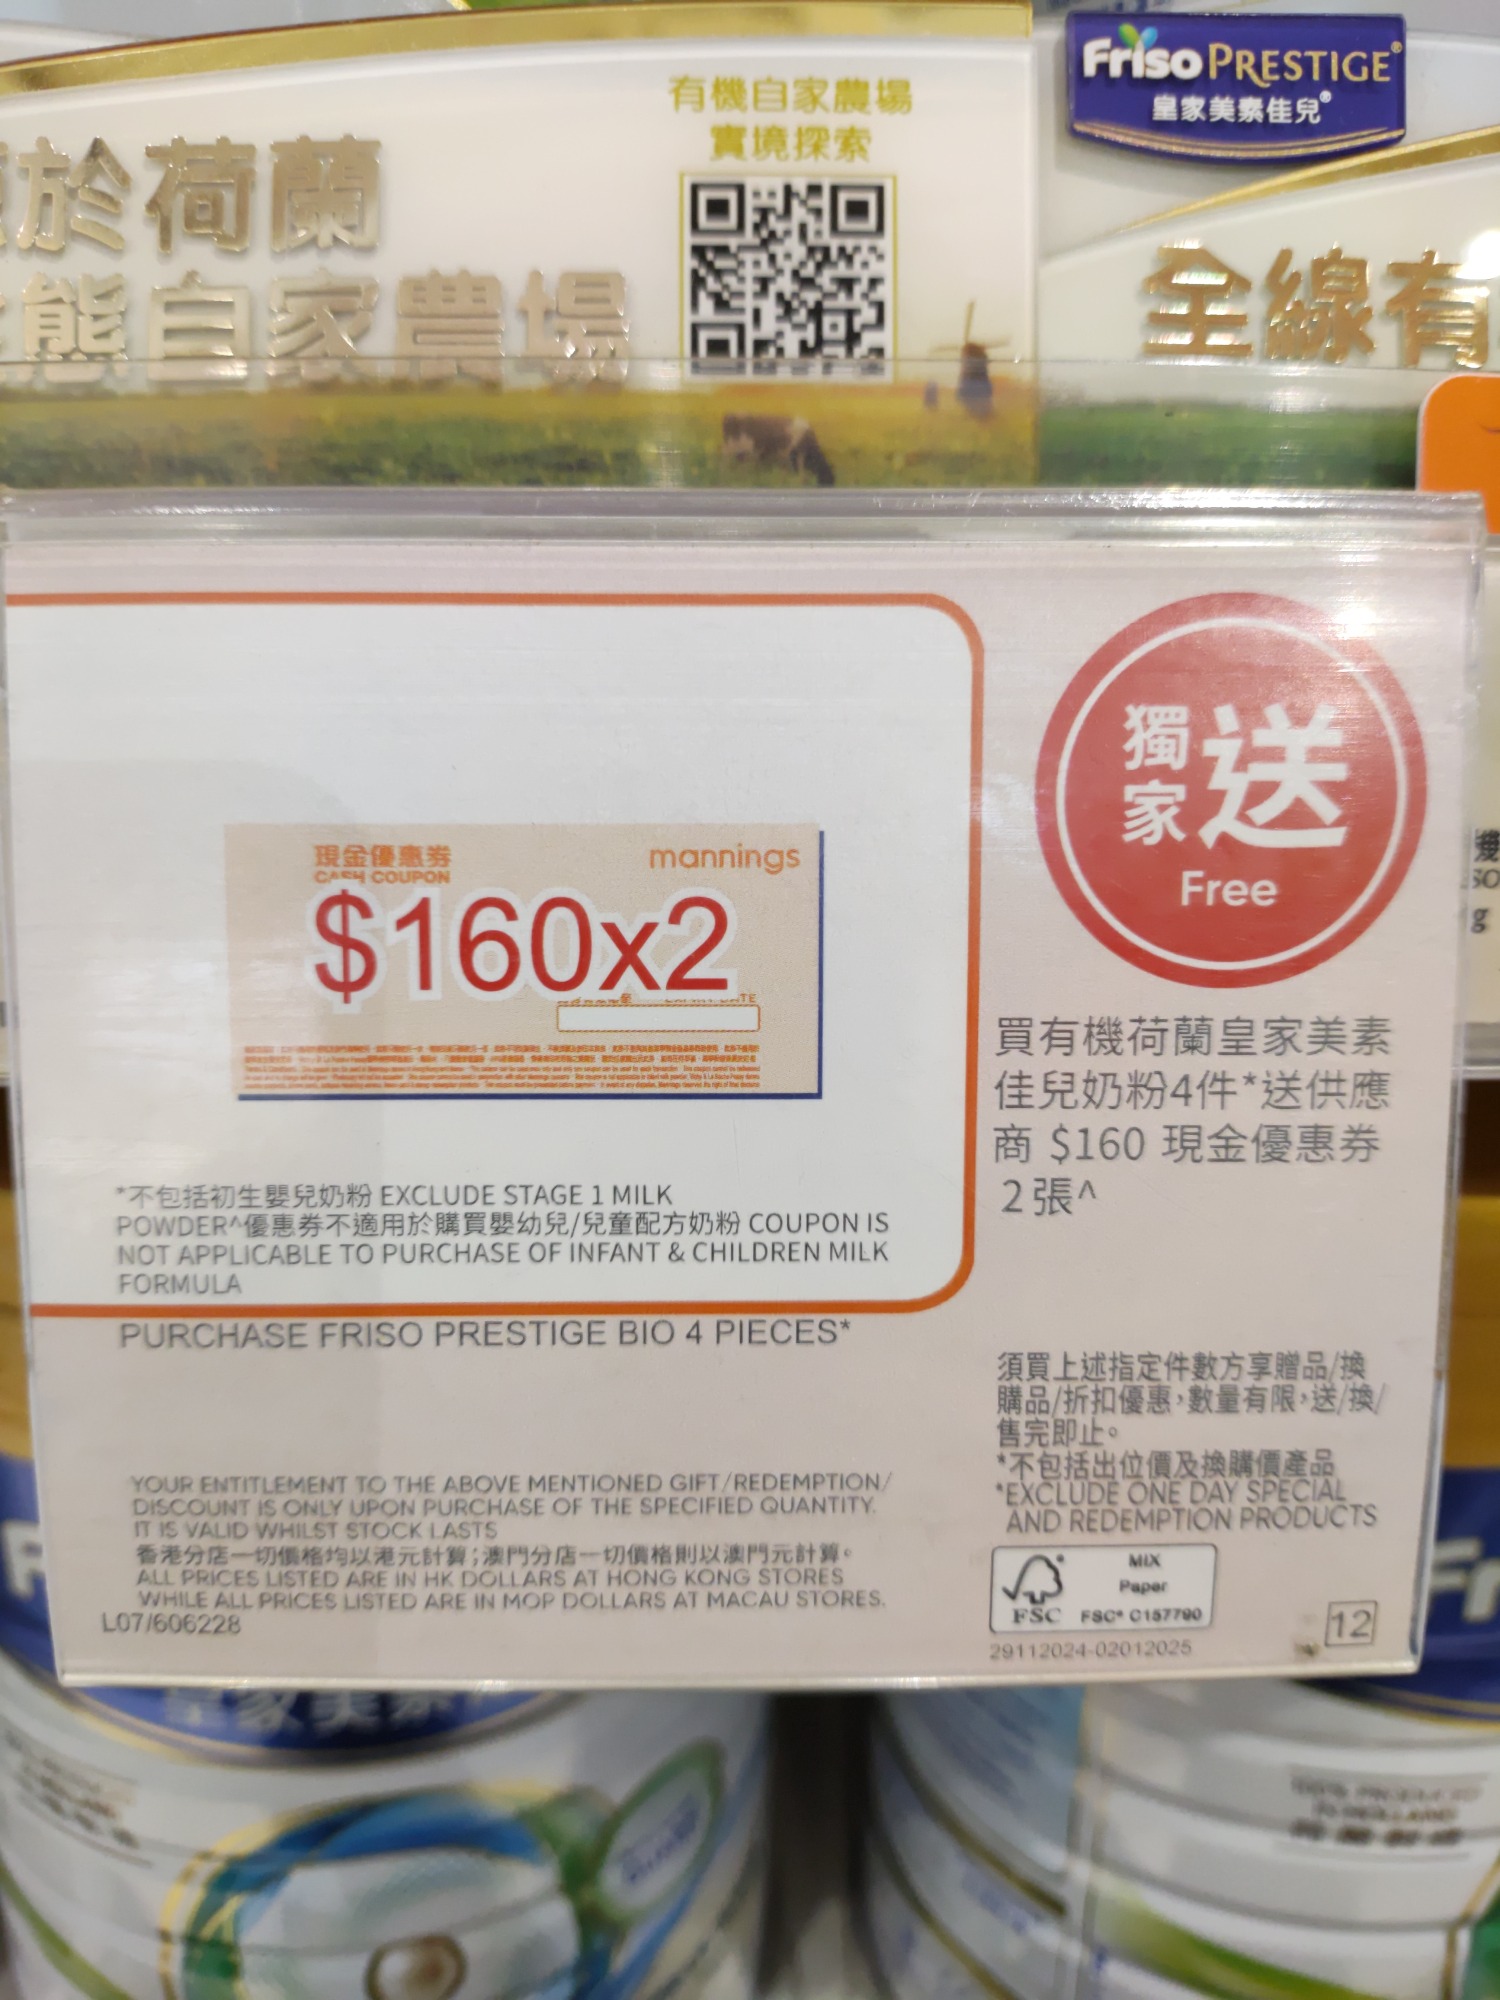 有機自家農場
實境探索
Friso PRESTIGE®
皇家美素佳兒®
於荷蘭
態自家農場
全線有
現金優惠券
CASH COUPON
mannings
$160x2
獨家送
Free
買有機荷蘭皇家美素
佳兒奶粉4件*送供應
商 $160 現金優惠券
2張^
*不包括初生嬰兒奶粉 EXCLUDE STAGE 1 MILK
POWDER^優惠券不適用於購買嬰幼兒/兒童配方奶粉 COUPON IS
NOT APPLICABLE TO PURCHASE OF INFANT & CHILDREN MILK
FORMULA
PURCHASE FRISO PRESTIGE BIO 4 PIECES*
須買上述指定件數方享贈品/換
購品/折扣優惠，數量有限，送/換/
售完即止。
*不包括出位價及換購價產品
*EXCLUDE ONE DAY SPECIAL
AND REDEMPTION PRODUCTS
YOUR ENTITLEMENT TO THE ABOVE MENTIONED GIFT/REDEMPTION/
DISCOUNT IS ONLY UPON PURCHASE OF THE SPECIFIED QUANTITY.
IT IS VALID WHILST STOCK LASTS
香港分店一切價格均以港元計算；澳門分店一切價格則以澳門元計算。
ALL PRICES LISTED ARE IN HK DOLLARS AT HONG KONG STORES
WHILE ALL PRICES LISTED ARE IN MOP DOLLARS AT MACAU STORES.
L07/606228
FSC
MIX
Paper
FSC® C157790
29112024-02012025
12
皇家美素